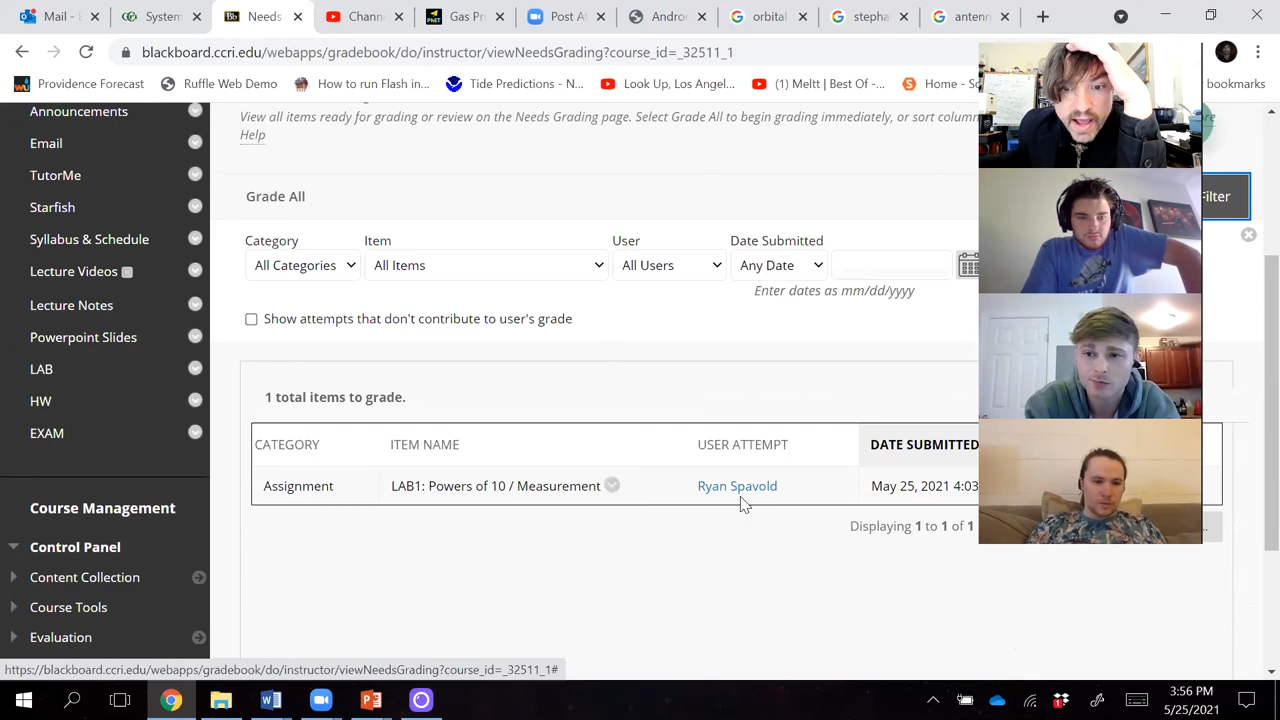 Mail -
System
Bb Needs
Chann
PNET Gas Pr
Post A
Andro
orbital
stepha
antenn
blackboard.ccri.edu/webapps/gradebook/do/instructor/viewNeedsGrading?course_id=_32511_1
Providence Forecast
Ruffle Web Demo
How to run Flash in...
e Prediction...
Look Up, Los Angel...
(1) Meltt | Best Of -...
Home - Sc
bookmarks
Announcements
Email
TutorMe
Starfish
Syllabus & Schedule
Lecture Videos
Lecture Notes
Powerpoint Slides
LAB
HW
EXAM
Course Management
Control Panel
Content Collection
Course Tools
Evaluation
View all items ready for grading or review on the Needs Grading page. Select Grade All to begin grading immediately, or sort column
Help
Grade All
Filter
Category Item User Date Submitted
All Categories All Items All Users Any Date
Enter dates as mm/dd/yyyy
Show attempts that don't contribute to user's grade
1 total items to grade.
CATEGORY ITEM NAME USER ATTEMPT DATE SUBMITTED
Assignment LAB1: Powers of 10 / Measurement Ryan Spavold May 25, 2021 4:03
Displaying 1 to 1 of 1
https://blackboard.ccri.edu/webapps/gradebook/do/instructor/viewNeedsGrading?course_id=_32511_1#
3:56 PM
5/25/2021